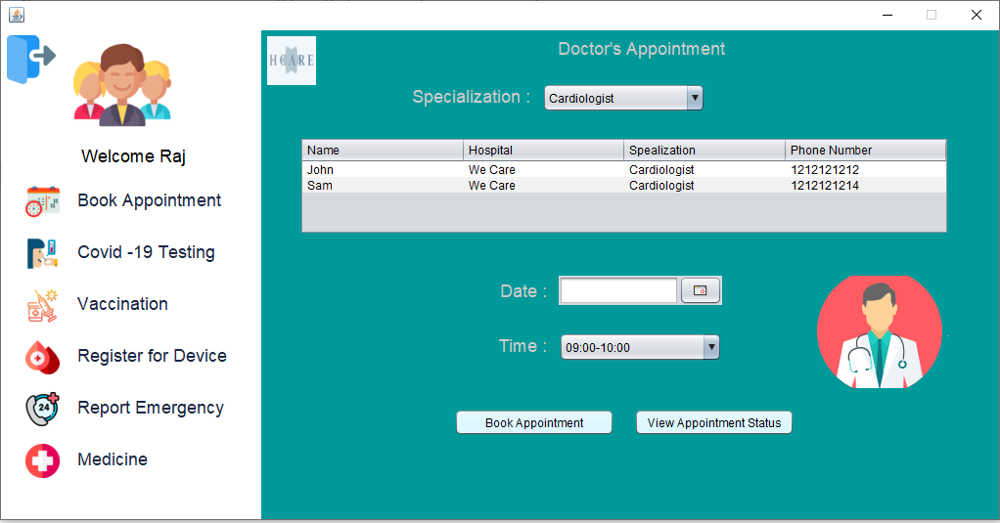 Welcome Raj
Book Appointment
Covid -19 Testing
Vaccination
Register for Device
24
Report Emergency
Medicine
HCARE
Doctor's Appointment
Specialization : Cardiologist
Name Hospital Spealization Phone Number
John We Care Cardiologist 1212121212
Sam We Care Cardiologist 1212121214
Date :
Time : 09:00-10:00
Book Appointment View Appointment Status